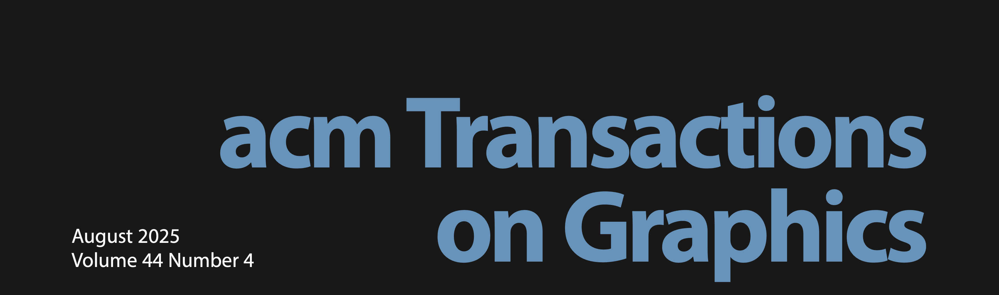 acm Transactions
on Graphics
August 2025
Volume 44 Number 4